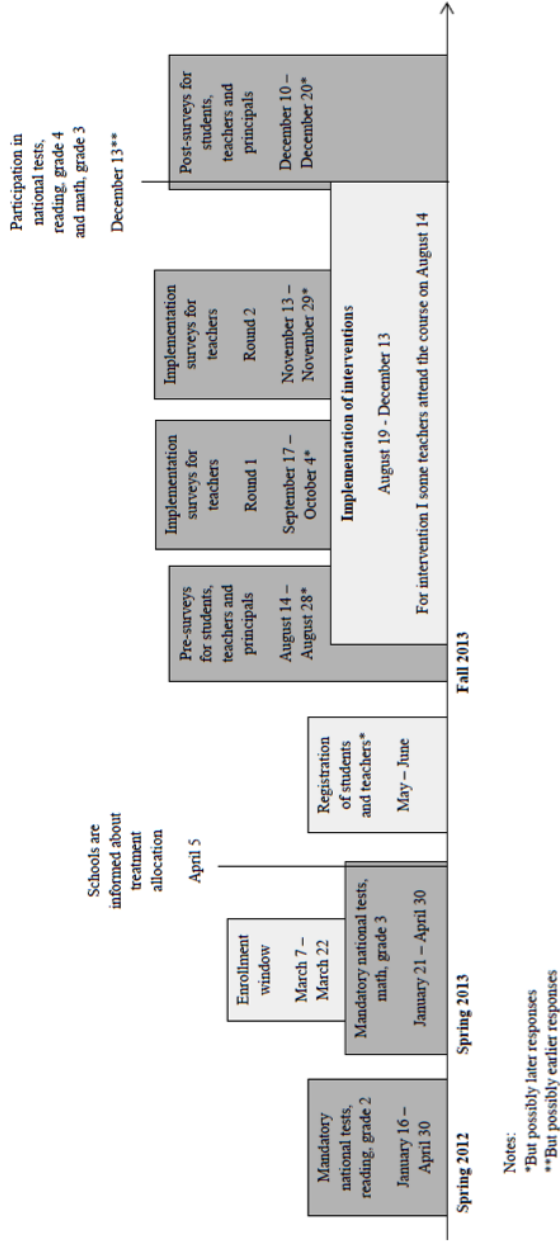 Mandatory
national tests,
reading, grade 2
January 16 –
April 30
Spring 2012
Enrollment
window
March 7 –
March 22
Mandatory national tests,
math, grade 3
January 21 – April 30
Spring 2013
Schools are
informed about
treatment
allocation
April 5
Registration
of students
and teachers*
May – June
Pre-surveys
for students,
teachers and
principals
August 14 –
August 28*
Fall 2013
Implementation
surveys for
teachers
Round 1
September 17 –
October 4*
Implementation
surveys for
teachers
Round 2
November 13 –
November 29*
Implementation of interventions
August 19 - December 13
For intervention I some teachers attend the course on August 14
Participation in
national tests,
reading, grade 4
and math, grade 3
December 13**
Post-surveys for
students,
teachers and
principals
December 10 –
December 20*
Notes:
*But possibly later responses
**But possibly earlier responses